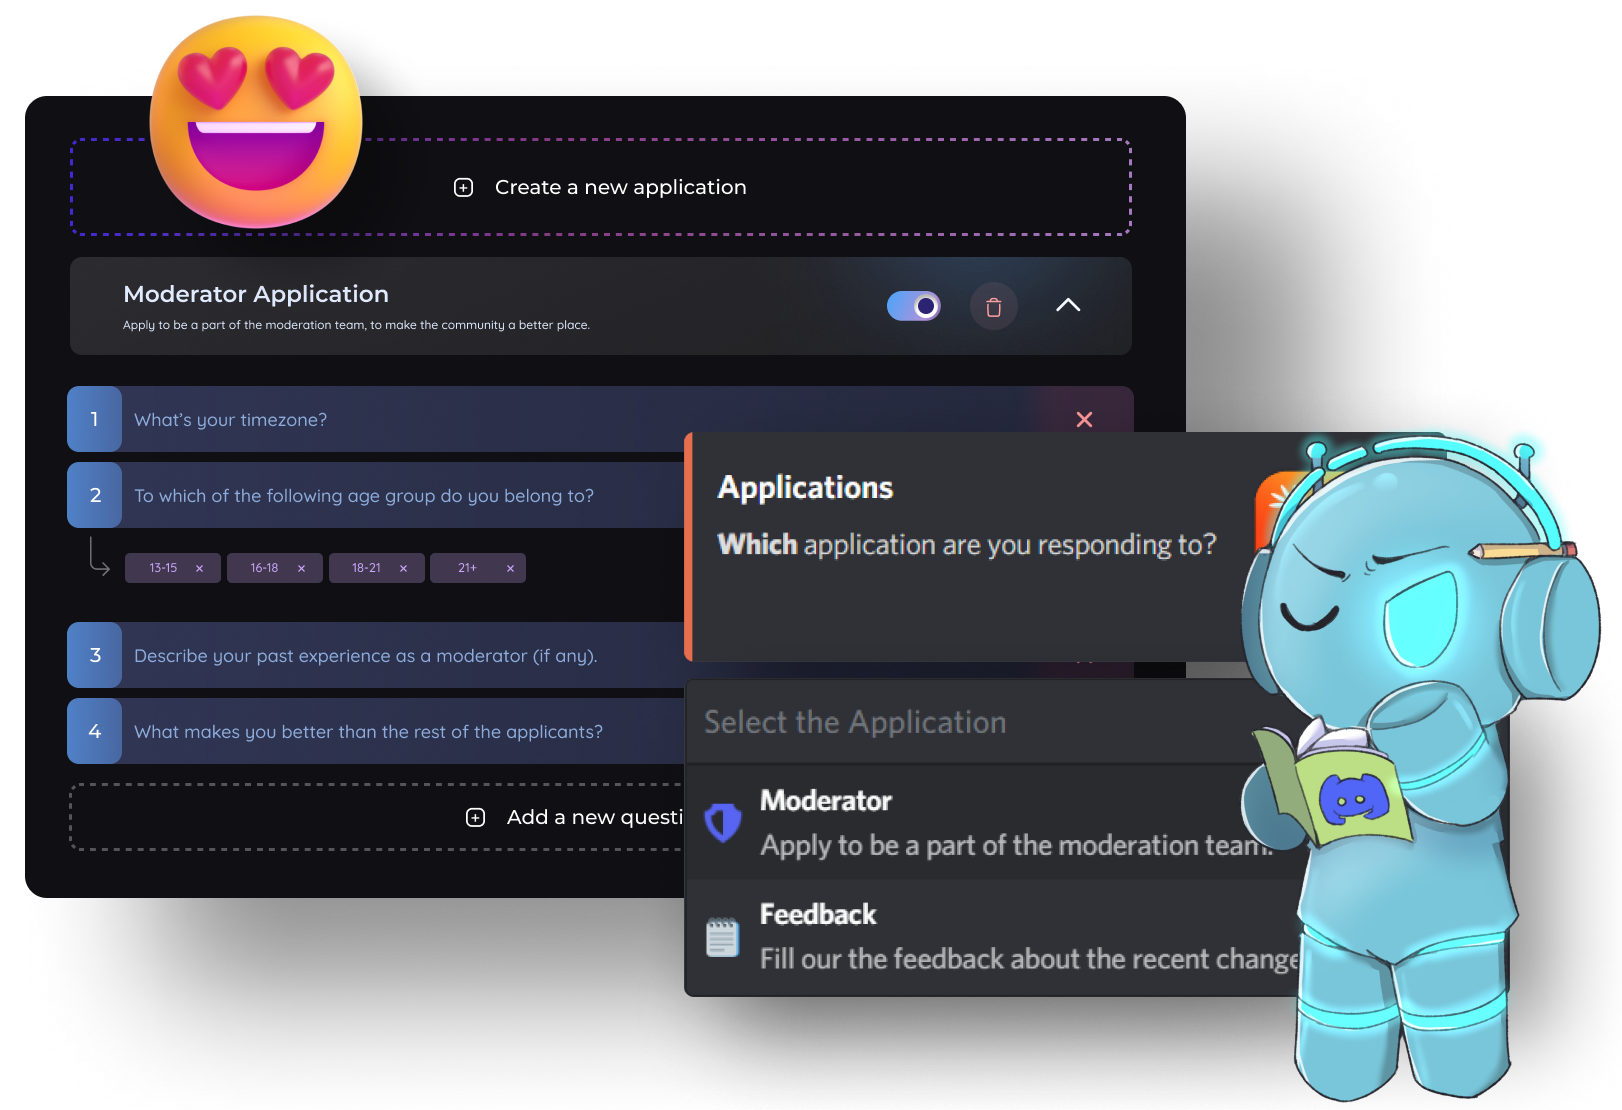 Create a new application
Moderator Application
Apply to be a part of the moderation team, to make the community a better place.
1 What's your timezone?
2 To which of the following age group do you belong to?
13-15 × 16-18 × 18-21 × 21+ ×
3 Describe your past experience as a moderator (if any).
4 What makes you better than the rest of the applicants?
Add a new questi
Applications
Which application are you responding to?
Select the Application
Moderator
Apply to be a part of the moderation team.
Feedback
Fill our the feedback about the recent change